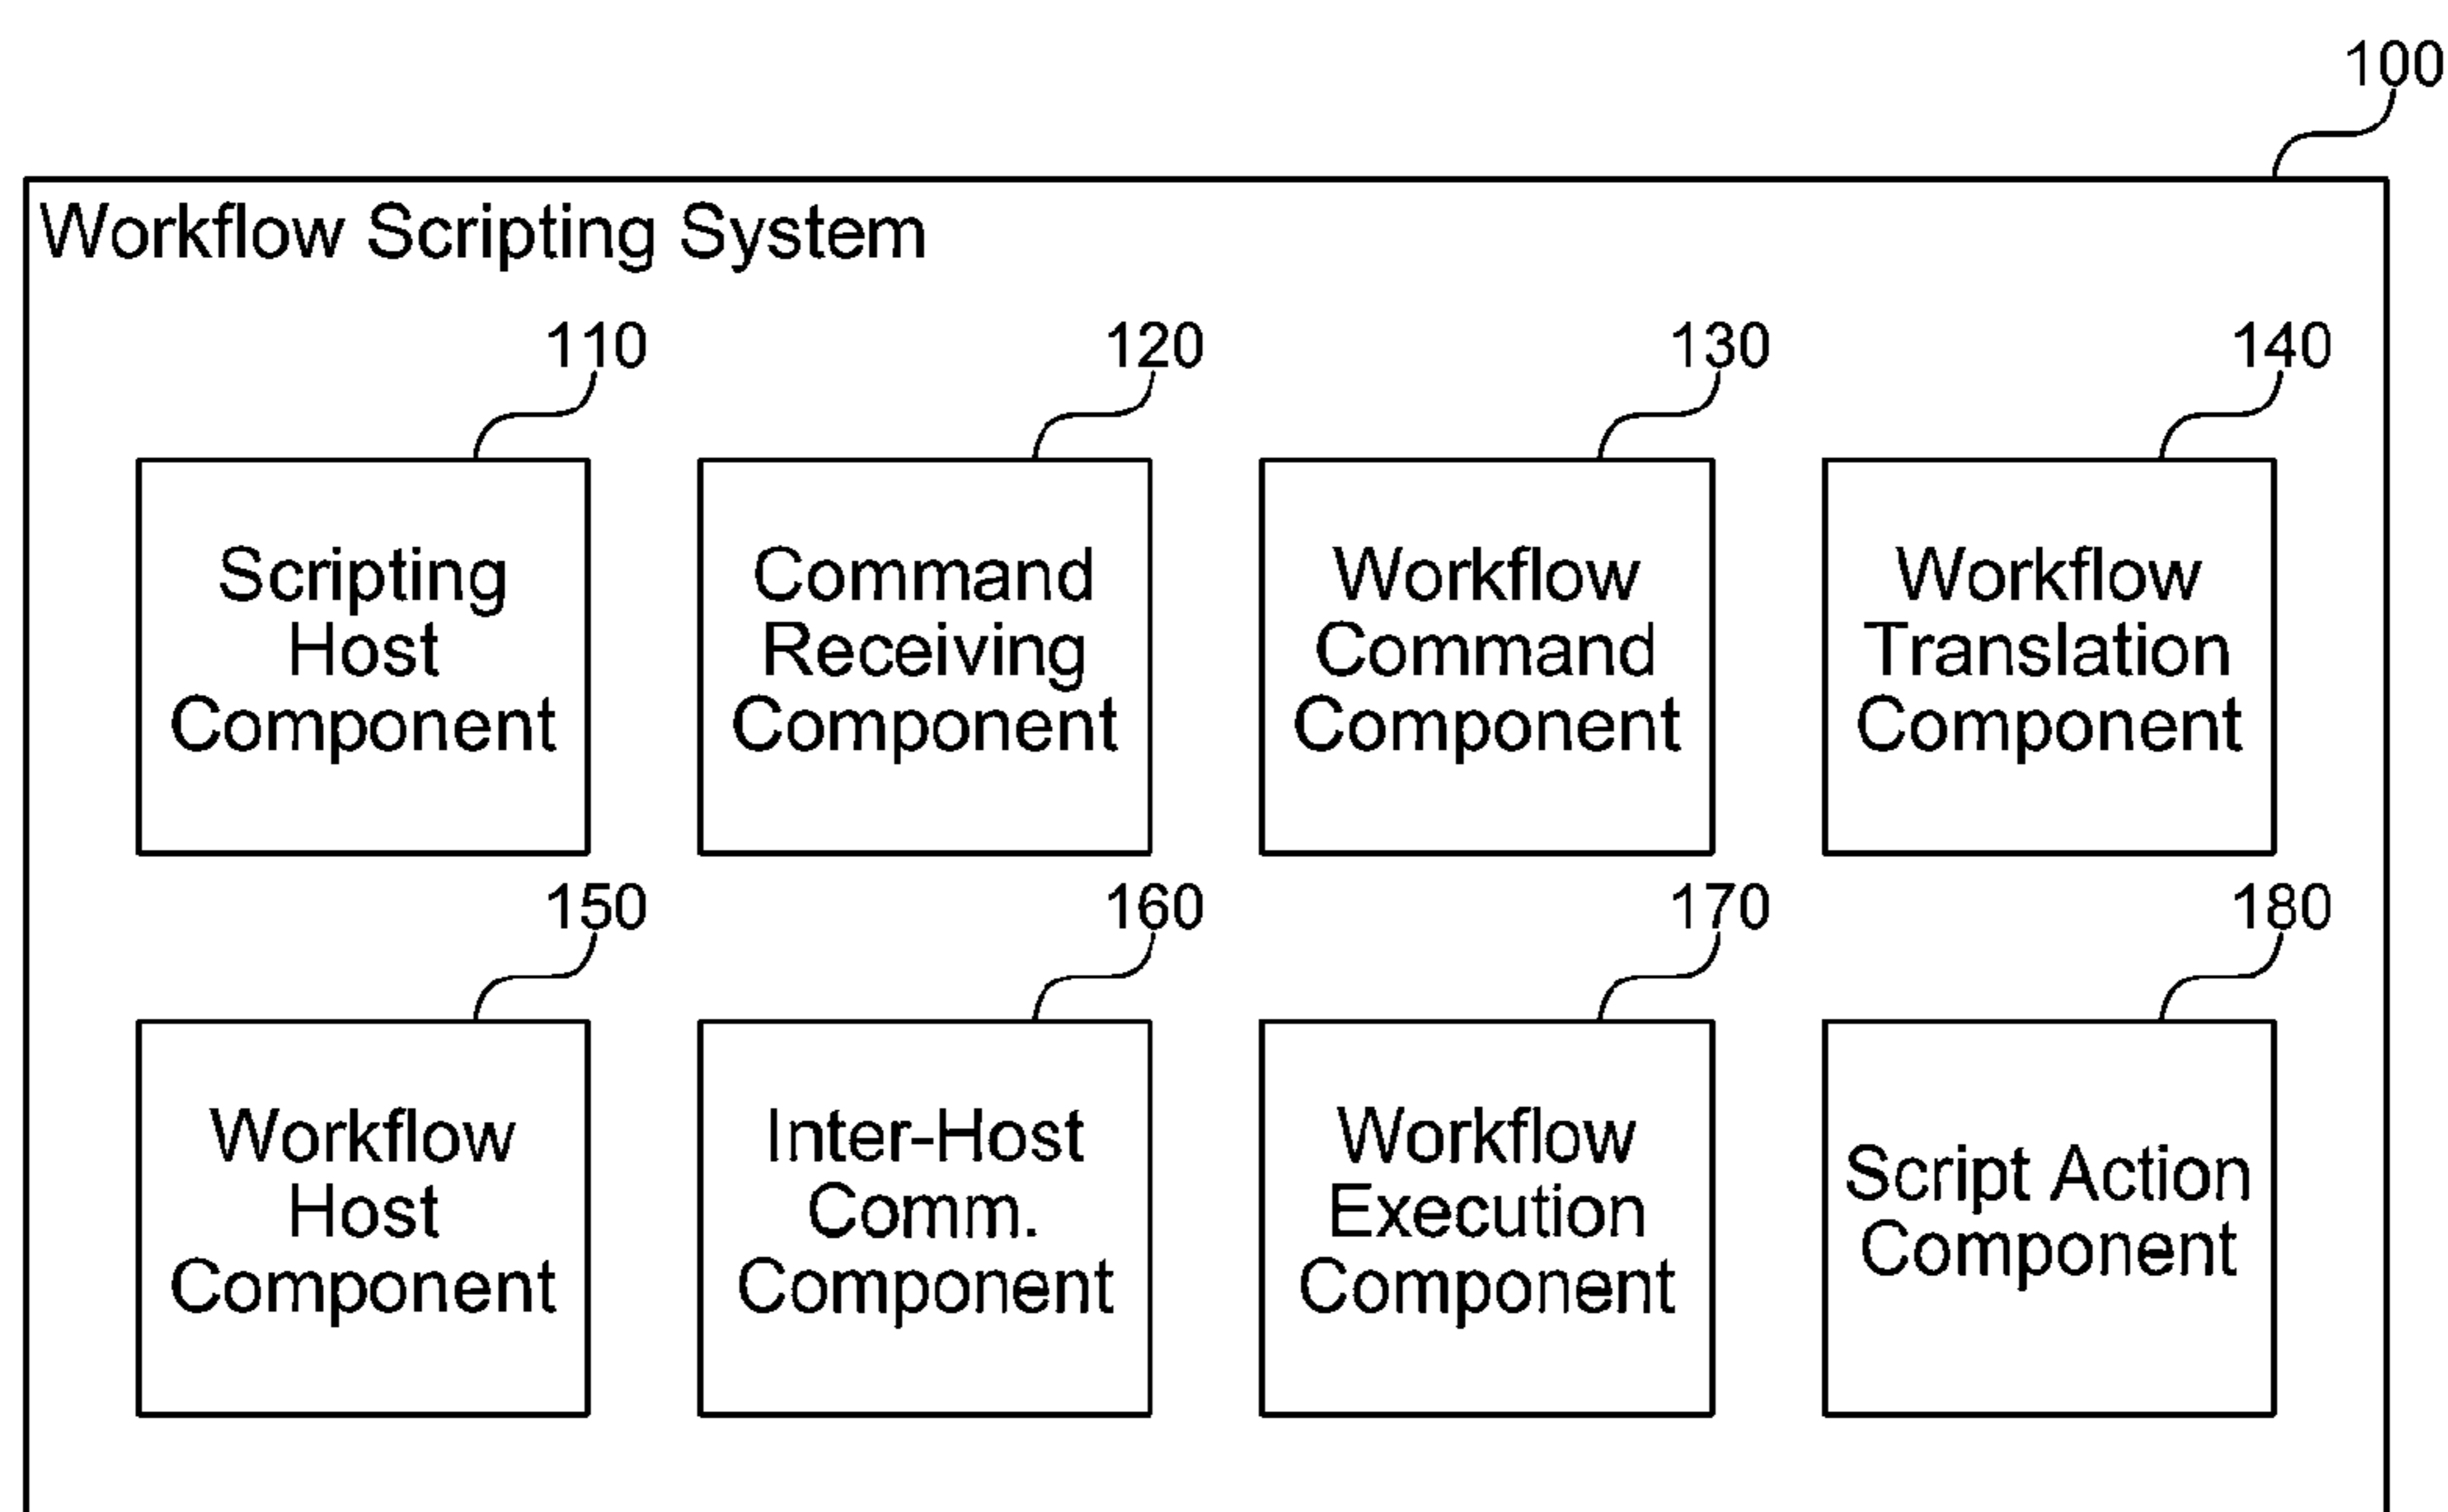 100
Workflow Scripting System
110
120
130
140
Scripting
Host
Component
Command
Receiving
Component
Workflow
Command
Component
Workflow
Translation
Component
150
160
170
180
Workflow
Host
Component
Inter-Host
Comm.
Component
Workflow
Execution
Component
Script Action
Component